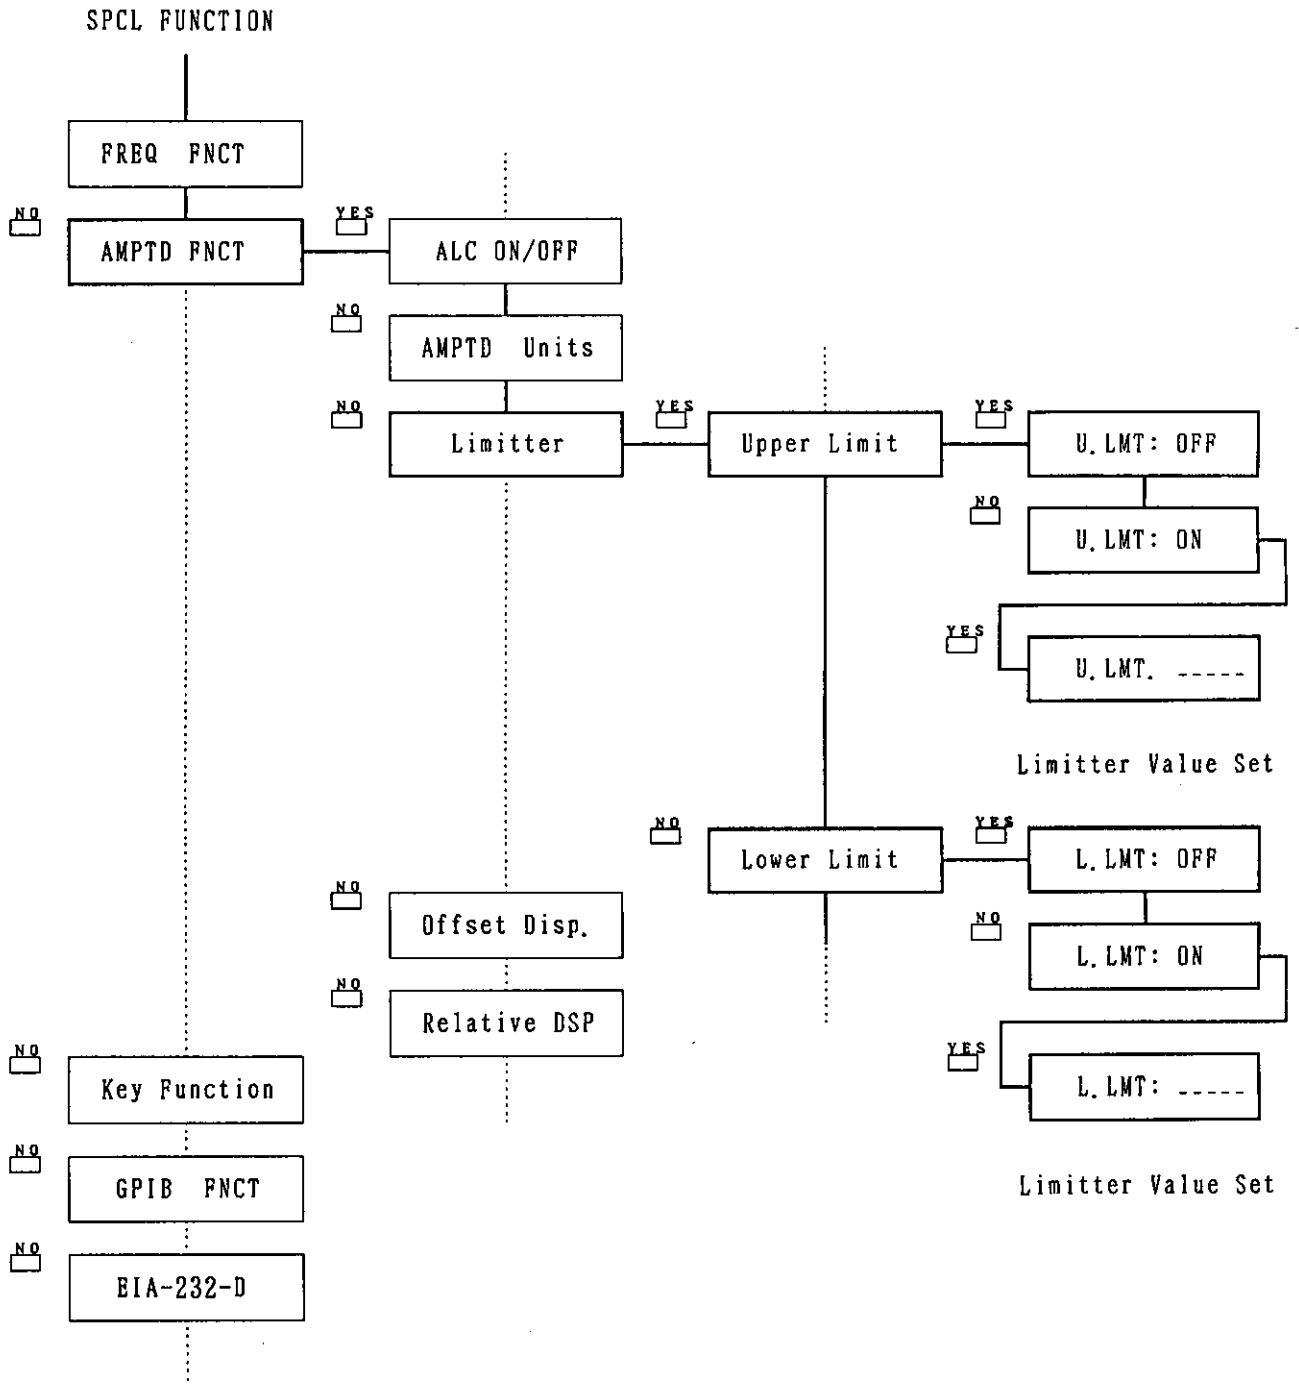 SPCL FUNCTION
FREQ FNCT
NO
AMPTD FNCT
YES
ALC ON/OFF
NO
AMPTD Units
NO
Limitter
YES
Upper Limit
YES
U.LMT: OFF
NO
U.LMT: ON
YES
U.LMT. _ _ _ _ _
Limitter Value Set
NO
Lower Limit
YES
L.LMT: OFF
NO
L.LMT: ON
YES
L.LMT: _ _ _ _ _
Limitter Value Set
NO
Offset Disp.
NO
Relative DSP
NO
Key Function
NO
GPIB FNCT
NO
EIA-232-D